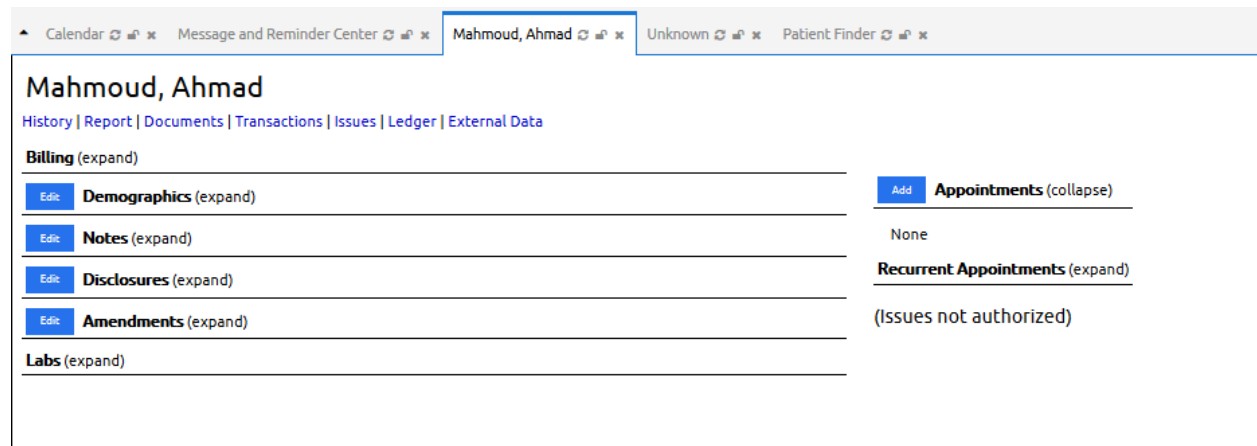 Calendar Message and Reminder Center Mahmoud, Ahmad Unknown Patient Finder
Mahmoud, Ahmad
History | Report | Documents | Transactions | Issues | Ledger | External Data
Billing (expand)
Edit Demographics (expand)
Edit Notes (expand)
Edit Disclosures (expand)
Edit Amendments (expand)
Labs (expand)
Add Appointments (collapse)
None
Recurrent Appointments (expand)
(Issues not authorized)